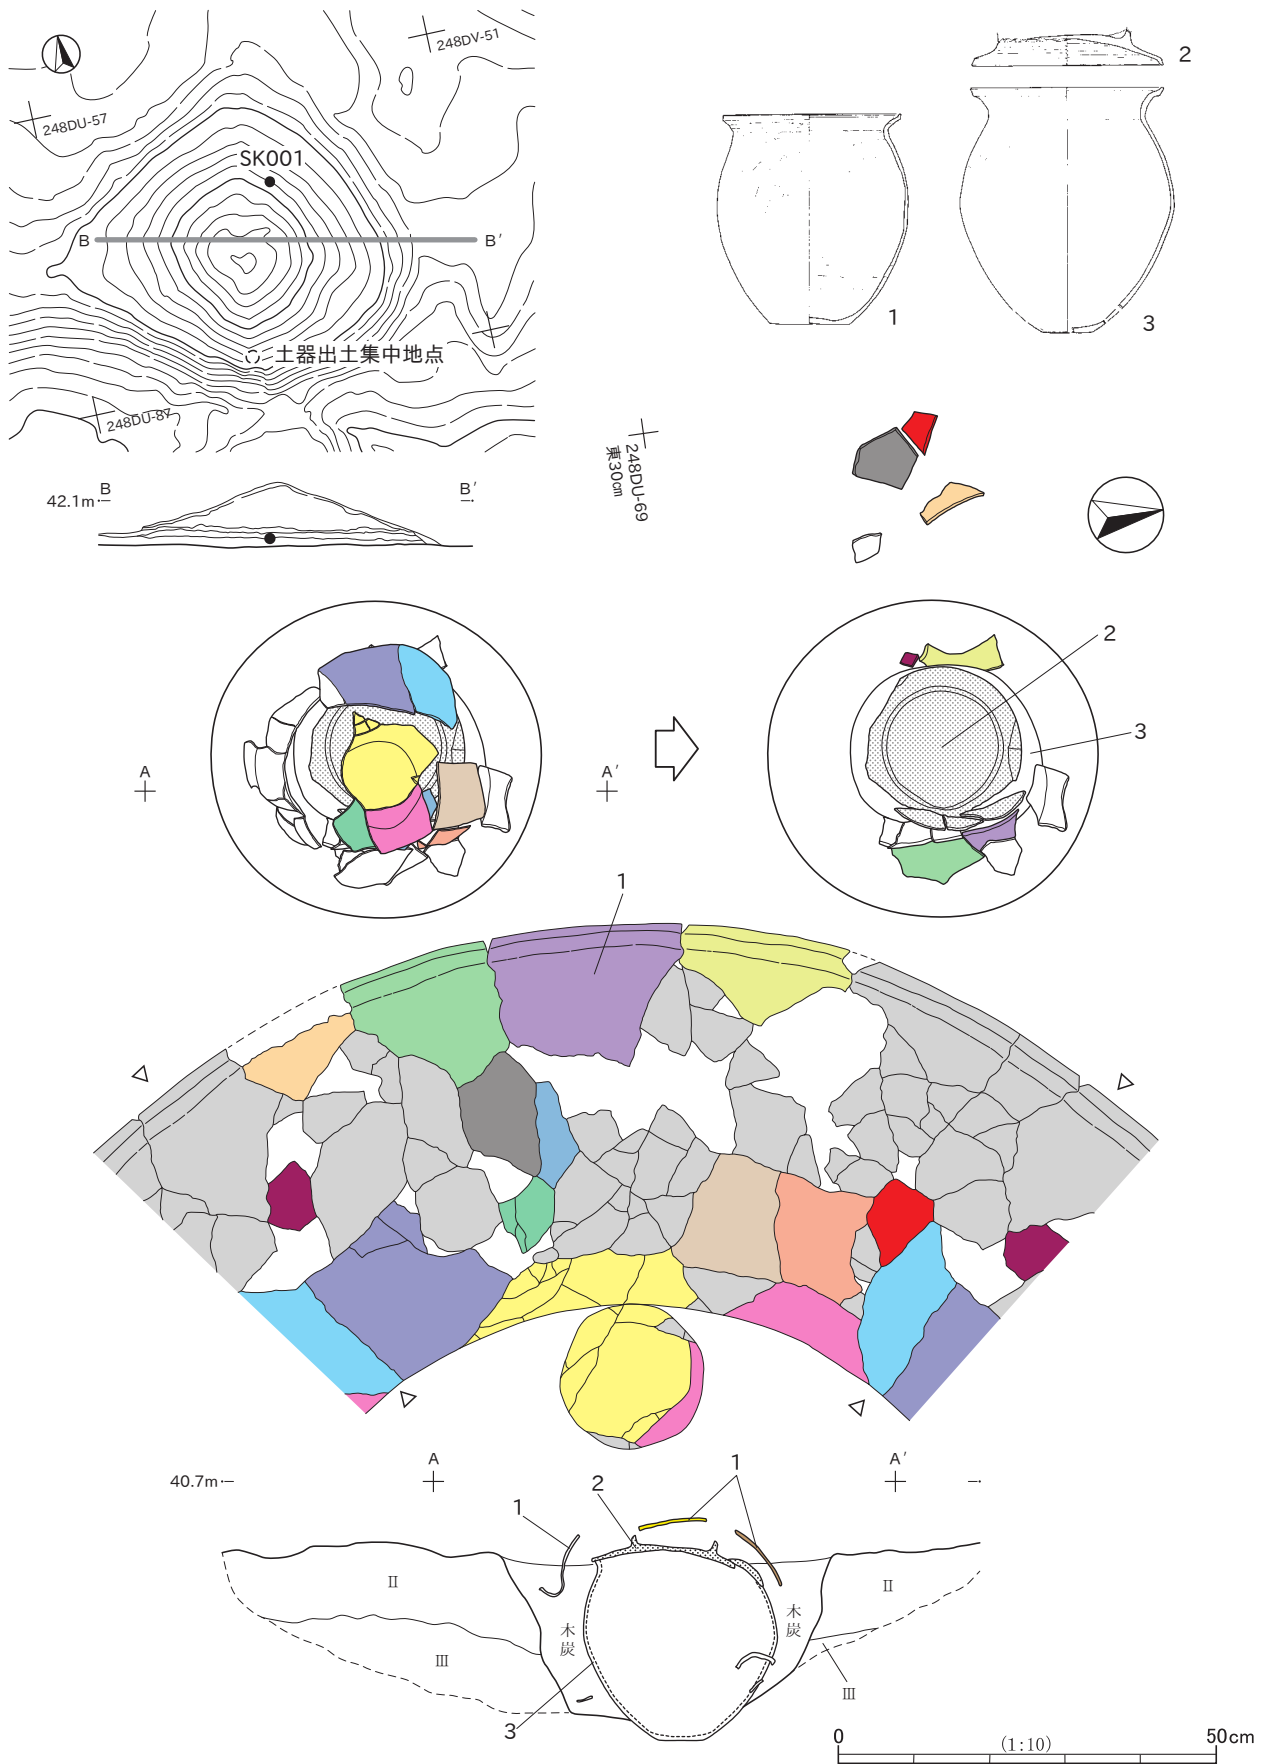 248DV-51
248DU-57
SK001
B
B′
土器出土集中地点
248DU-87
B
B′
42.1m
2
1
3
248DU-69
東30㎝
2
3
A
A′
1
A
A′
40.7m
1
2
1
Ⅱ
Ⅱ
木炭
木炭
Ⅲ
Ⅲ
3
0
(1:10)
50cm